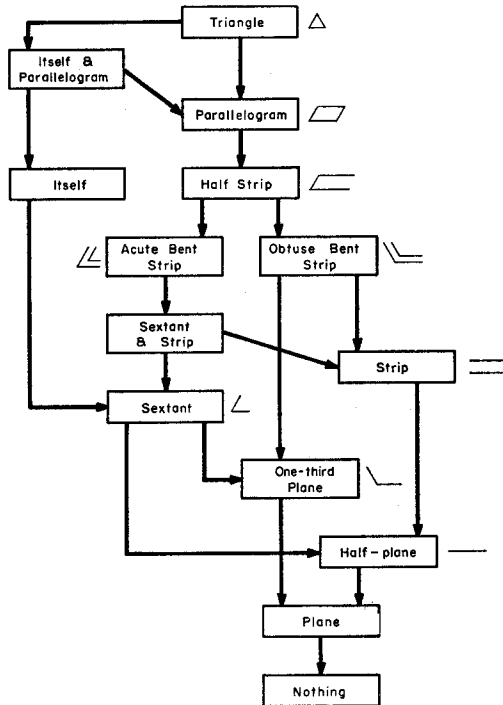 Triangle
Itself &
Parallelogram
Parallelogram
Itself
Half Strip
Acute Bent
Strip
Obtuse Bent
Strip
Sextant
& Strip
Strip
Sextant
One-third
Plane
Half-plane
Plane
Nothing